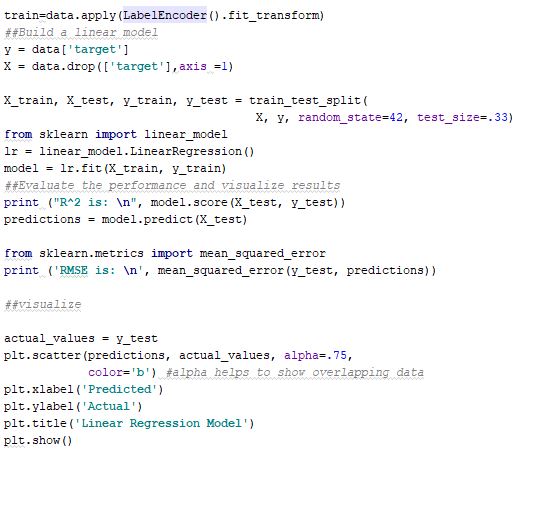 train=data.apply(LabelEncoder().fit_transform)
##Build a linear model
y = data['target']
X = data.drop(['target'],axis =1)
X_train, X_test, y_train, y_test = train_test_split(
X, y, random_state=42, test_size=.33)
from sklearn import linear_model
lr = linear_model.LinearRegression()
model = lr.fit(X_train, y_train)
##Evaluate the performance and visualize results
print ("R^2 is: \n", model.score(X_test, y_test))
predictions = model.predict(X_test)
from sklearn.metrics import mean_squared_error
print ('RMSE is: \n', mean_squared_error(y_test, predictions))
##visualize
actual_values = y_test
plt.scatter(predictions, actual_values, alpha=.75,
color='b') #alpha helps to show overlapping data
plt.xlabel('Predicted')
plt.ylabel('Actual')
plt.title('Linear Regression Model')
plt.show()